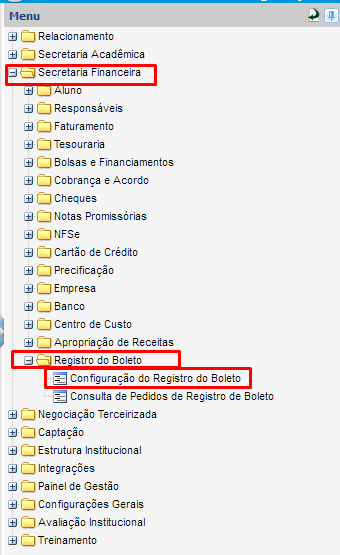 Menu
Relacionamento
Secretaria Acadêmica
Secretaria Financeira
Aluno
Responsáveis
Faturamento
Tesouraria
Bolsas e Financiamentos
Cobrança e Acordo
Cheques
Notas Promissórias
NFSe
Cartão de Crédito
Precificação
Empresa
Banco
Centro de Custo
Apropriação de Receitas
Registro do Boleto
Configuração do Registro do Boleto
Consulta de Pedidos de Registro de Boleto
Negociação Terceirizada
Captação
Estrutura Institucional
Integrações
Painel de Gestão
Configurações Gerais
Avaliação Institucional
Treinamento